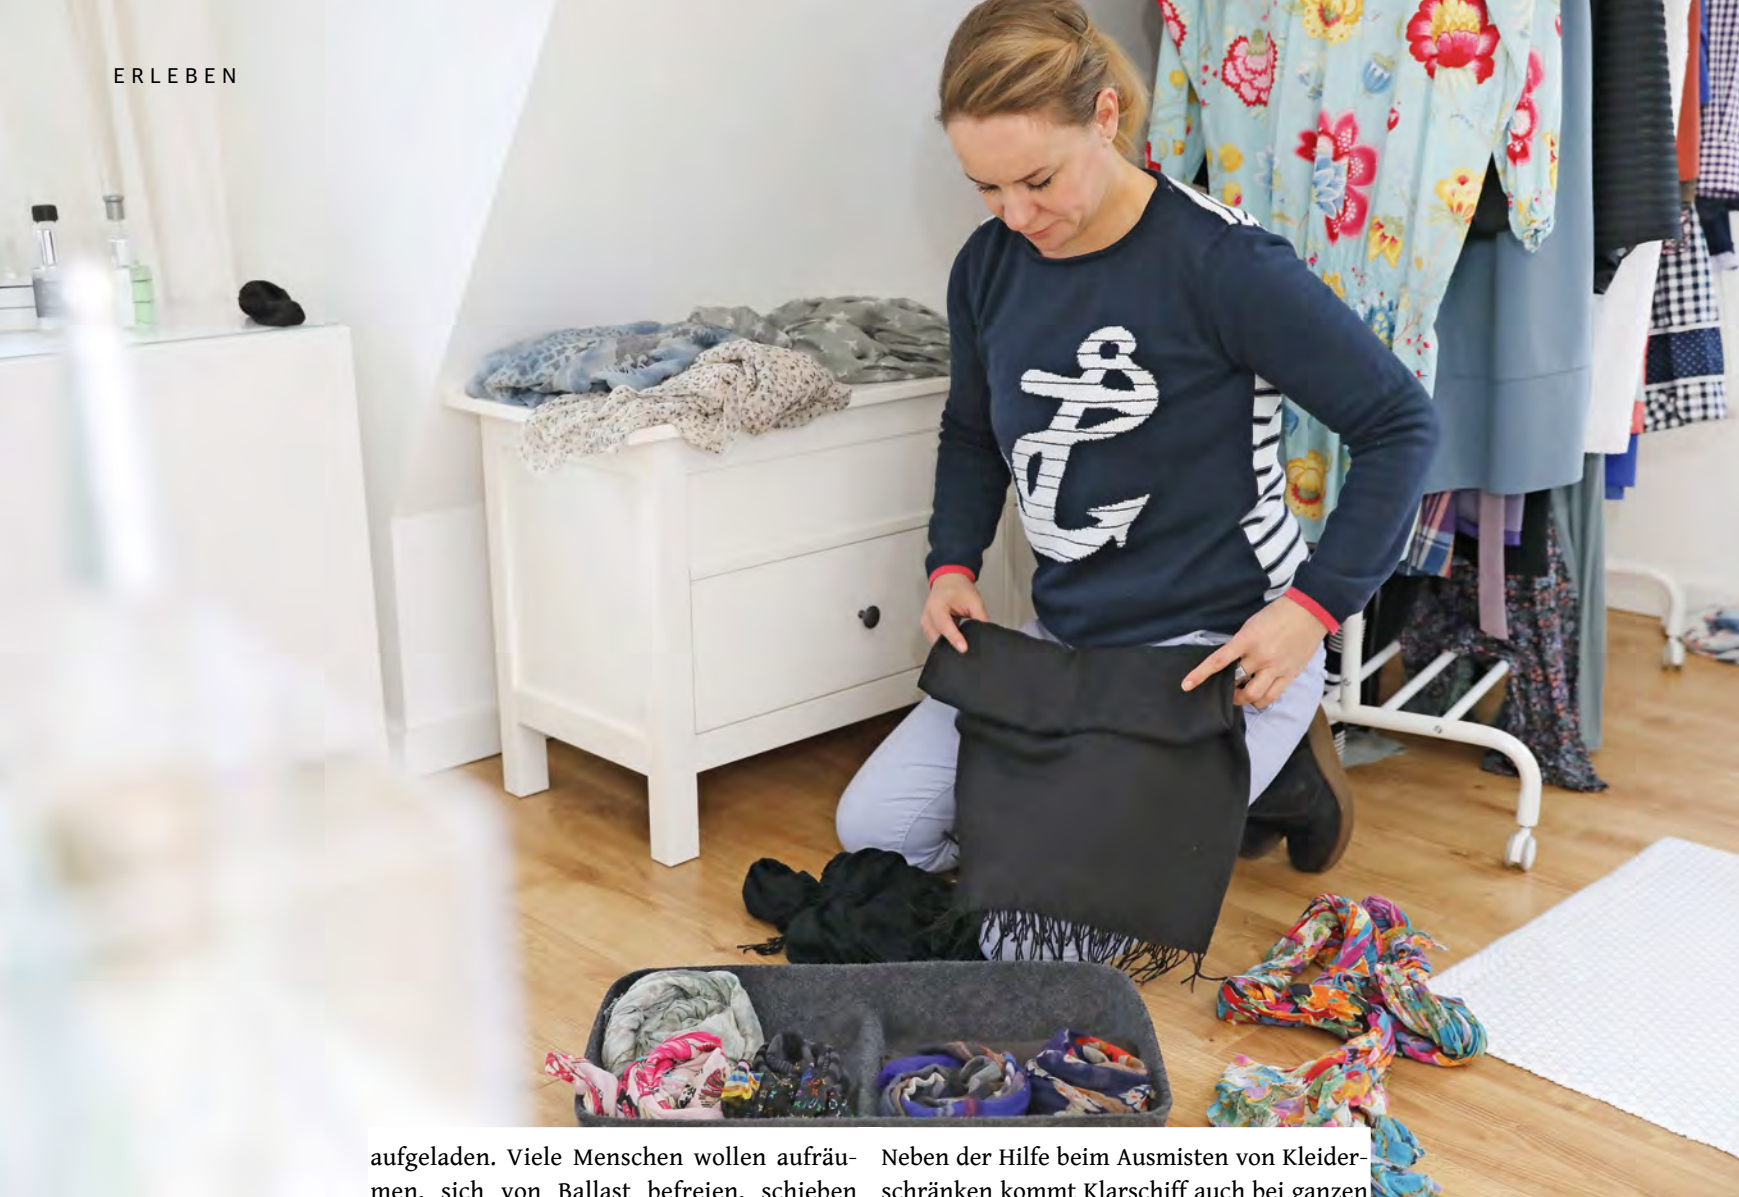 ERLEBEN
aufgeladen. Viele Menschen wollen aufräu-
men, sich von Ballast befreien, schieben
Neben der Hilfe beim Ausmisten von Kleider-
schränken kommt Klarschiff auch bei ganzen